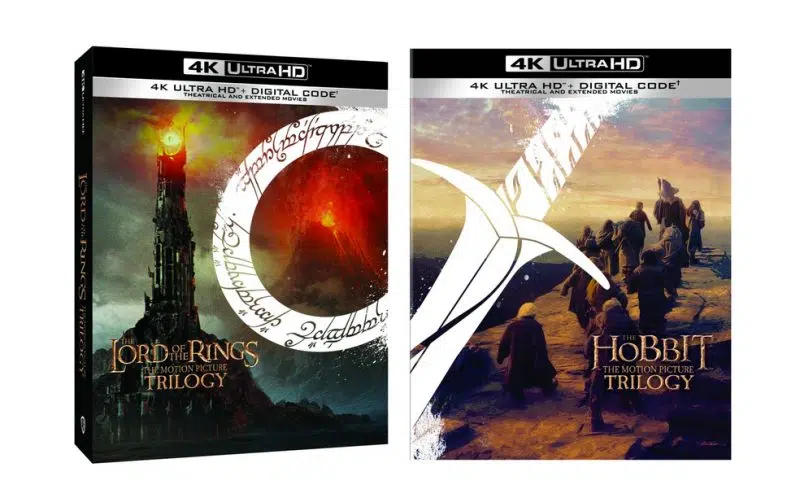 4K ULTRA HD
4K ULTRA HD™+ DIGITAL CODE†
THEATRICAL AND EXTENDED MOVIES
THE
LORD OF THE RINGS
THE MOTION PICTURE
TRILOGY
THE LORD OF THE RINGS TRILOGY
4K ULTRA HD
4K ULTRA HD™+ DIGITAL CODE†
THEATRICAL AND EXTENDED MOVIES
THE
HOBBIT
THE MOTION PICTURE
TRILOGY